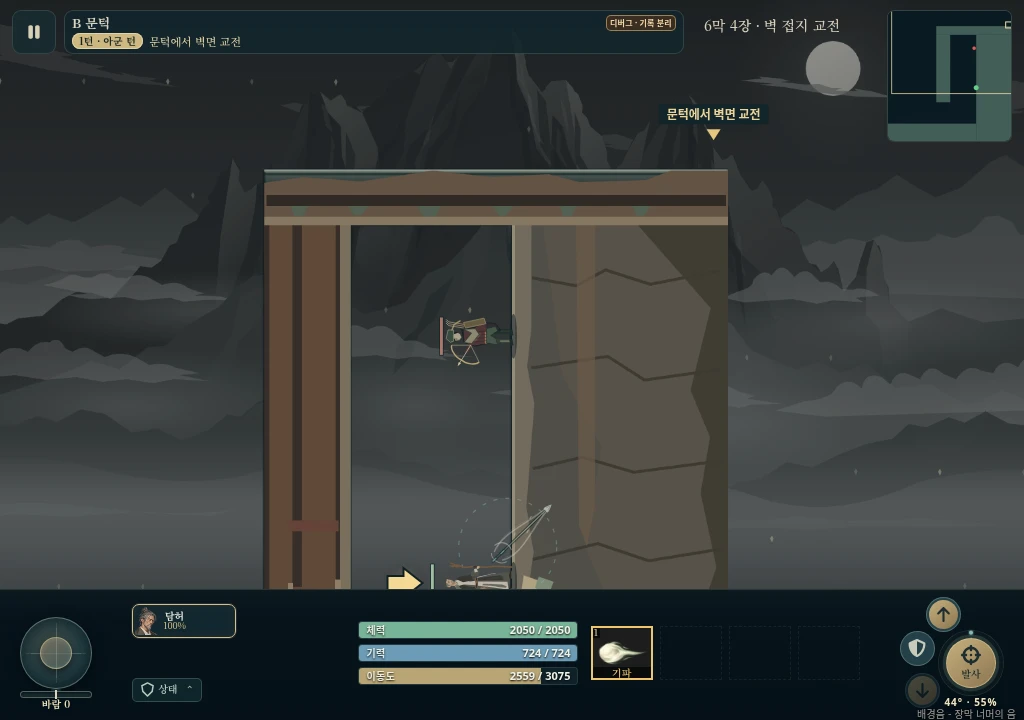 B 문턱
디버그 · 기록 분리
1턴 · 아군 턴 문턱에서 벽면 교전
6막 4장 · 벽 접지 교전
문턱에서 벽면 교전
담허
100%
상태
바람 0
체력 2050 / 2050
기력 724 / 724
이동도 2559 / 3075
1
기파
발사
44° · 55%
배경음 - 장막 너머의 음